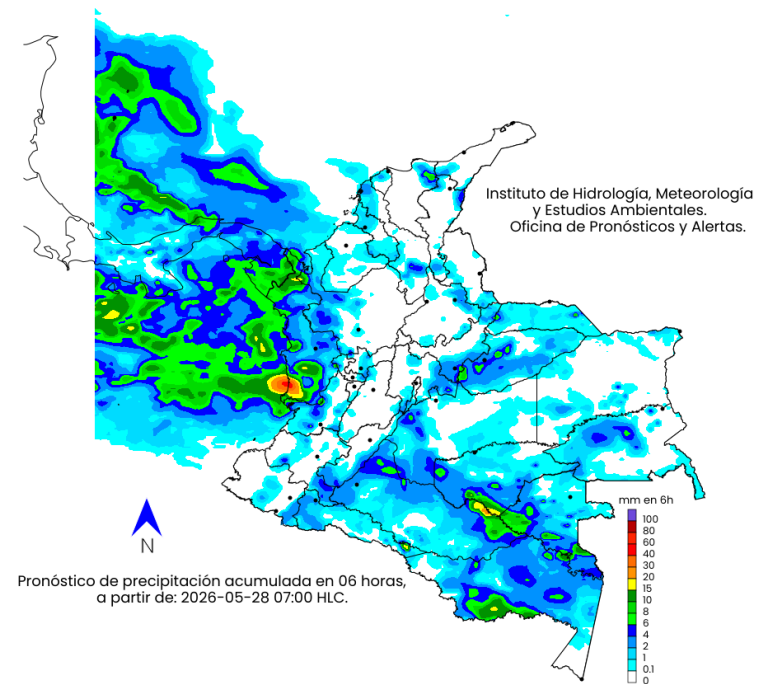 Instituto de Hidrología, Meteorología
y Estudios Ambientales.
Oficina de Pronósticos y Alertas.
mm en 6h
100
80
60
40
30
20
15
10
8
6
4
2
1
0.1
0
N
Pronóstico de precipitación acumulada en 06 horas,
a partir de: 2026-05-28 07:00 HLC.